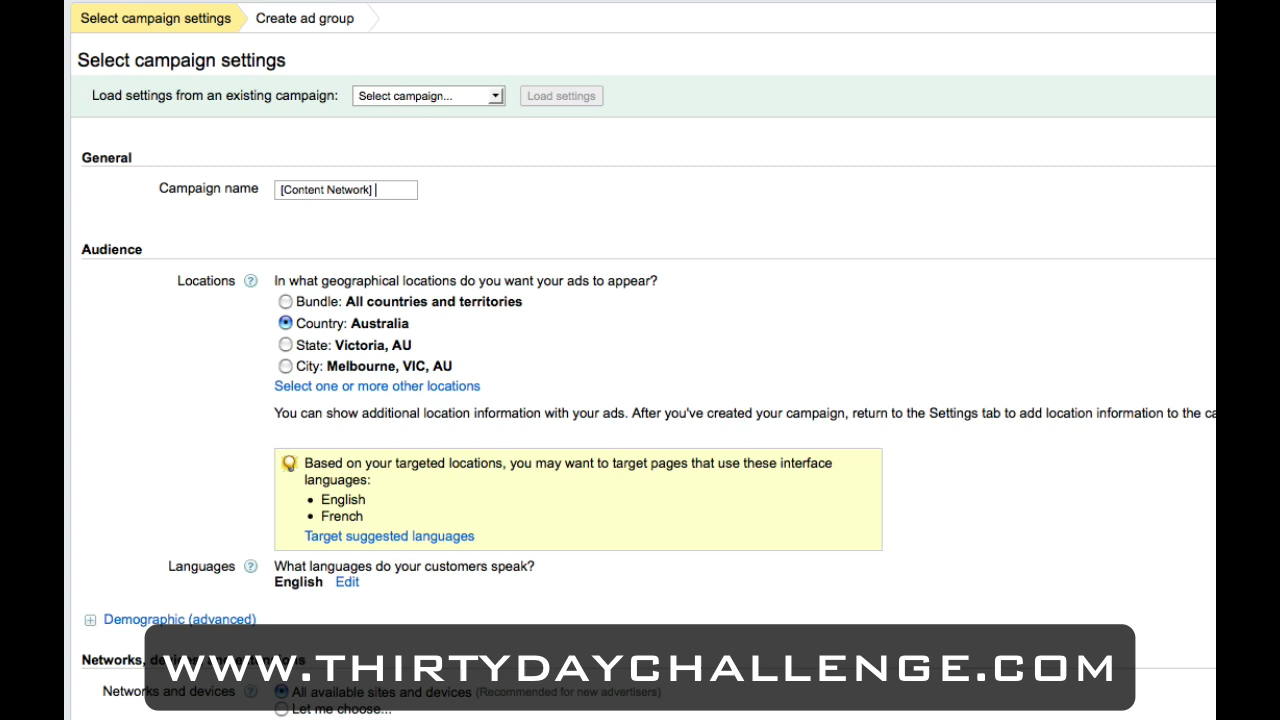 Select campaign settings Create ad group
Select campaign settings
Load settings from an existing campaign: Select campaign... Load settings
General
Campaign name [Content Network]
Audience
Locations ? In what geographical locations do you want your ads to appear?
Bundle: All countries and territories
Country: Australia
State: Victoria, AU
City: Melbourne, VIC, AU
Select one or more other locations
You can show additional location information with your ads. After you've created your campaign, return to the Settings tab to add location information to the ca
Based on your targeted locations, you may want to target pages that use these interface
languages:
• English
• French
Target suggested languages
Languages ? What languages do your customers speak?
English Edit
Demographic (advanced)
Networks,
WWW.THIRTYDAYCHALLENGE.COM
Networks and devices ? All available sites and devices (Recommended for new advertisers)
Let me choose...